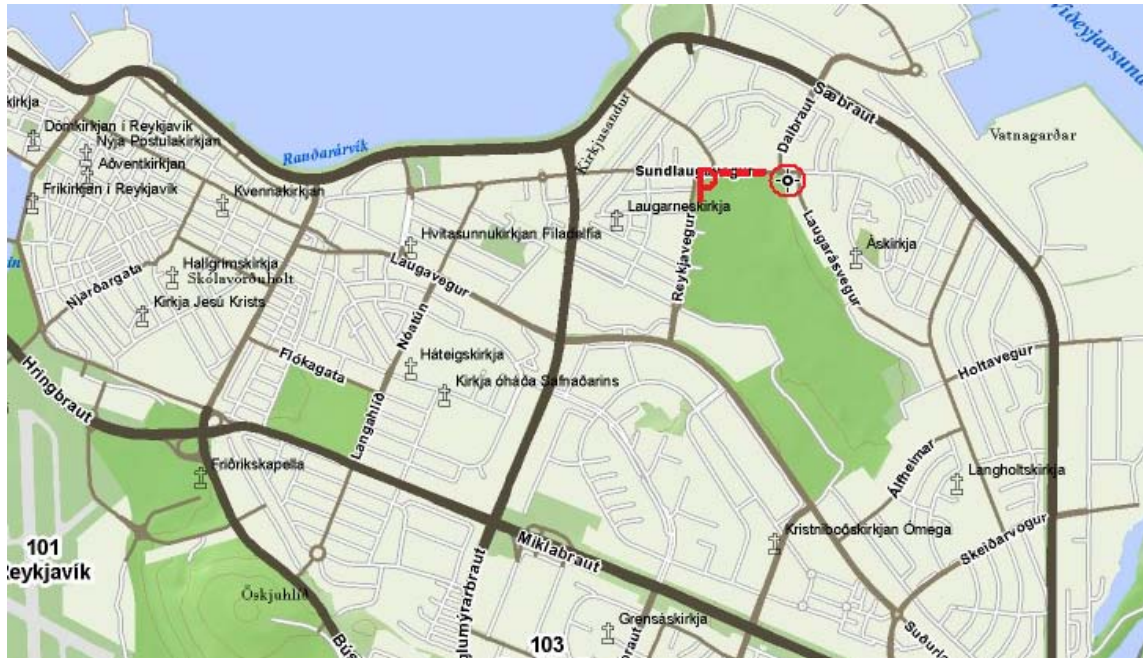 Sæbraut
Dalbraut
Vatnagarðar
kirkja
Dómkirkjan í Reykjavík
Nýja Postulakirkjan
Aðventkirkjan
Fríkirkjan í Reykjavík
Kvennakirkjan
Rauðarárvík
Kirkjusandur
Sundlaugavegur
P
Laugarneskirkja
Hvítasunnukirkjan Fíladelfía
Laugavegur
Reykjavegur
Laugarásvegur
Áskirkja
Hallgrímskirkja
Skólavörðuholt
Njarðargata
Kirkja Jesú Krists
Nóatún
Flókagata
Háteigskirkja
Kirkja óháða Safnaðarins
Holtavegur
Hringbraut
Langahlíð
Friðrikskapella
Álfheimar
Langholtskirkja
Kristniboðskirkjan Ómega
Skeiðarvogur
Miklabraut
101
Reykjavík
Öskjuhlíð
103
Grensáskirkja